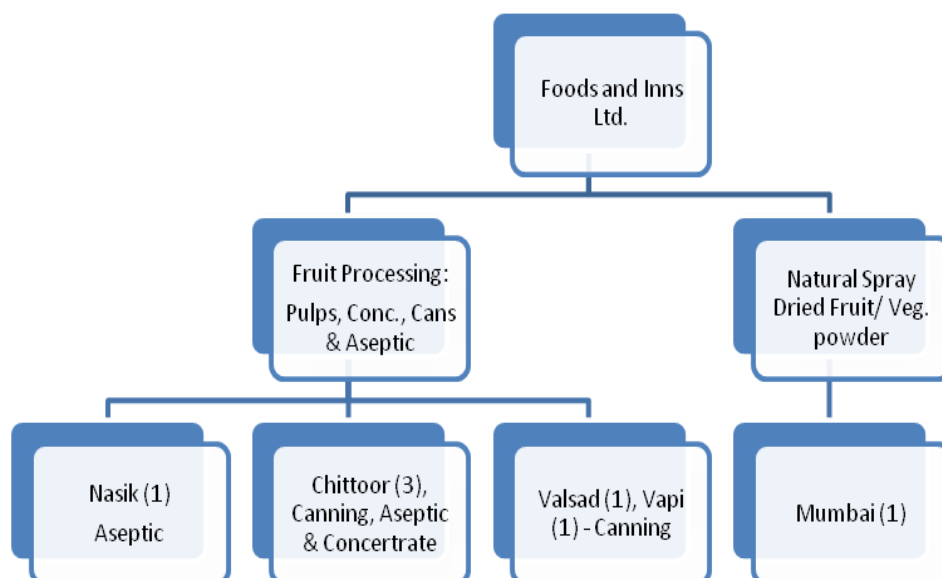 Foods and Inns
Ltd.
Fruit Processing:
Pulps, Conc., Cans
& Aseptic
Natural Spray
Dried Fruit/ Veg.
powder
Nasik (1)
Aseptic
Chittoor (3),
Canning, Aseptic
& Concertrate
Valsad (1), Vapi
(1) - Canning
Mumbai (1)